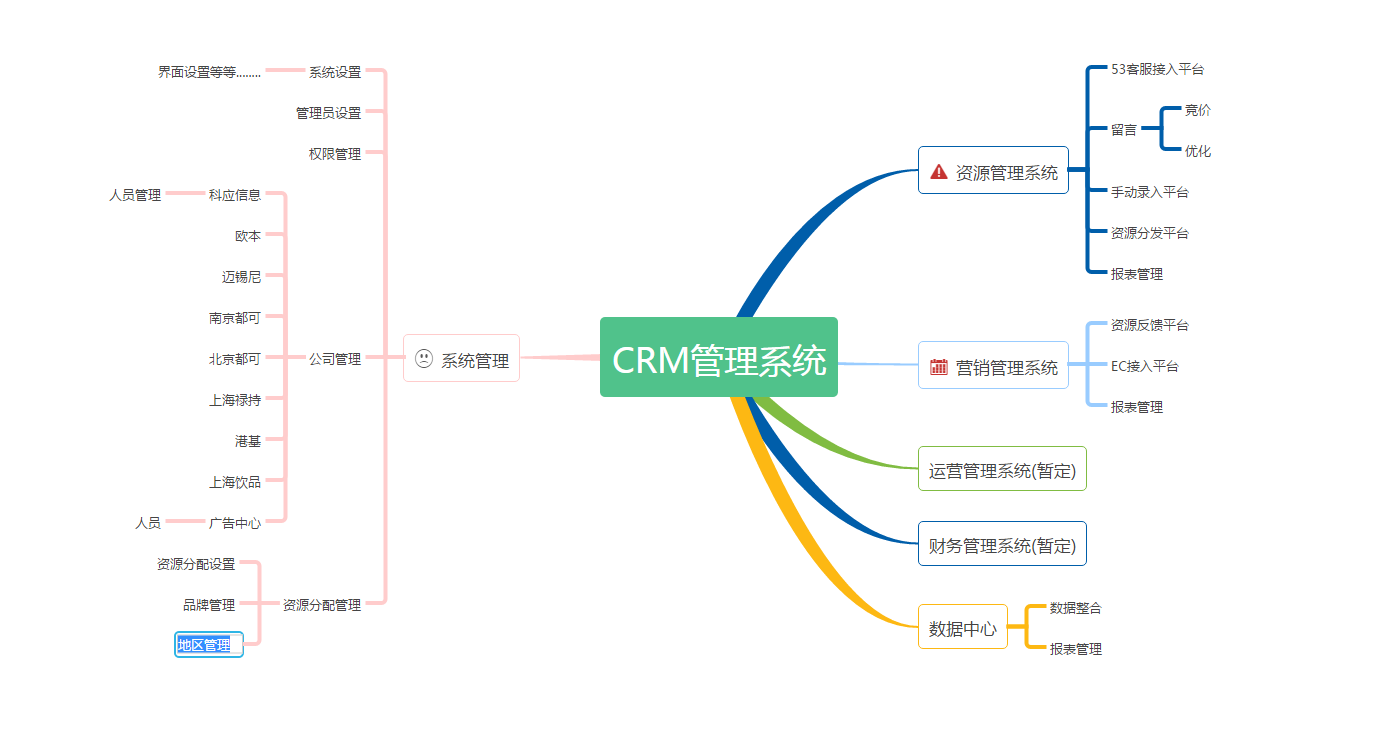 CRM管理系统
资源管理系统
53客服接入平台
留言
竟价
优化
手动录入平台
资源分发平台
报表管理
营销管理系统
资源反馈平台
EC接入平台
报表管理
运营管理系统(暂定)
财务管理系统(暂定)
数据中心
数据整合
报表管理
系统管理
系统设置
界面设置等等........
管理员设置
权限管理
公司管理
科应信息
人员管理
欧本
迈锡尼
南京都可
北京都可
上海禄持
港基
上海饮品
广告中心
人员
资源分配管理
资源分配设置
品牌管理
地区管理